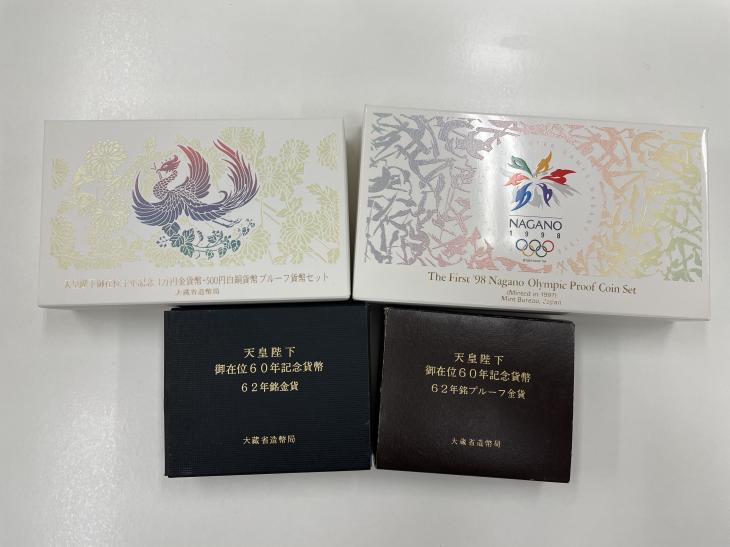 天皇陛下御在位十年記念 1万円金貨幣・500円白銅貨幣プルーフ貨幣セット
大蔵省造幣局
NAGANO
1998
The First '98 Nagano Olympic Proof Coin Set
(Minted in 1997)
Mint Bureau, Japan
天皇陛下
御在位60年記念貨幣
62年銘金貨
大蔵省造幣局
天皇陛下
御在位60年記念貨幣
62年銘プルーフ金貨
大蔵省造幣局